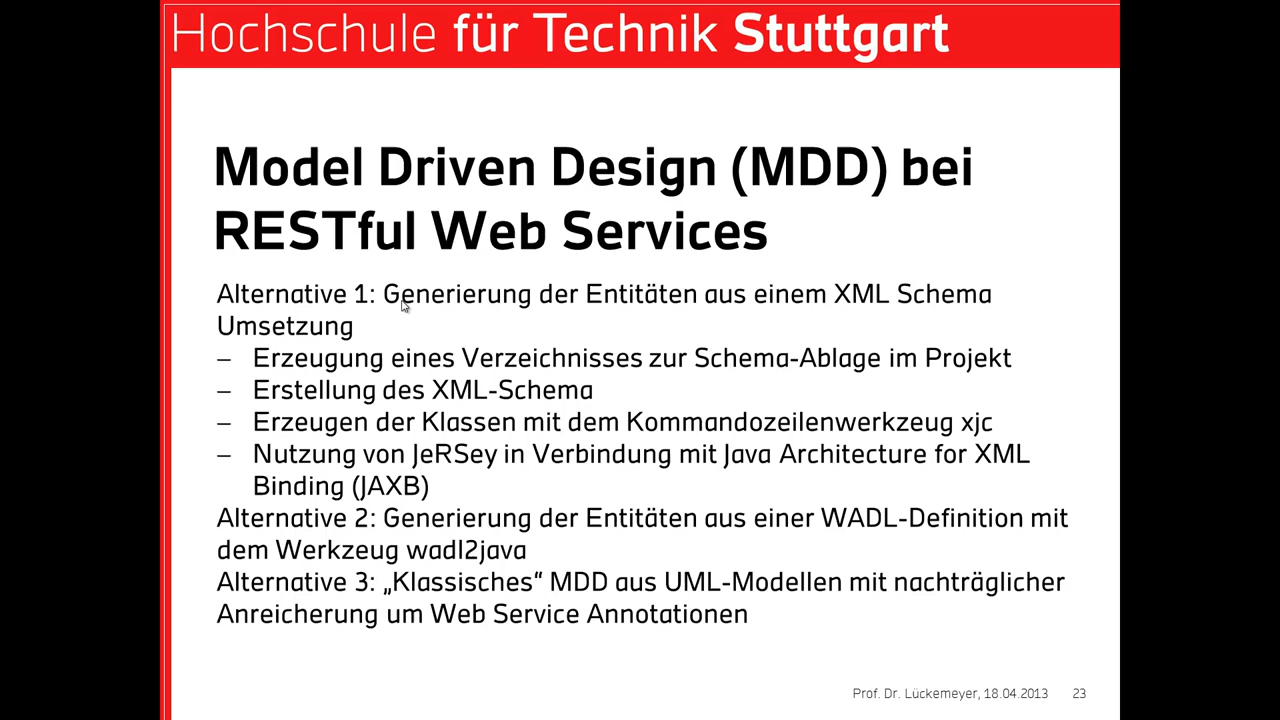 Hochschule für Technik Stuttgart
Model Driven Design (MDD) bei
RESTful Web Services
Alternative 1: Generierung der Entitäten aus einem XML Schema
Umsetzung
– Erzeugung eines Verzeichnisses zur Schema-Ablage im Projekt
– Erstellung des XML-Schema
– Erzeugen der Klassen mit dem Kommandozeilenwerkzeug xjc
– Nutzung von JeRSey in Verbindung mit Java Architecture for XML
Binding (JAXB)
Alternative 2: Generierung der Entitäten aus einer WADL-Definition mit
dem Werkzeug wadl2java
Alternative 3: „Klassisches“ MDD aus UML-Modellen mit nachträglicher
Anreicherung um Web Service Annotationen
Prof. Dr. Lückemeyer, 18.04.2013 23